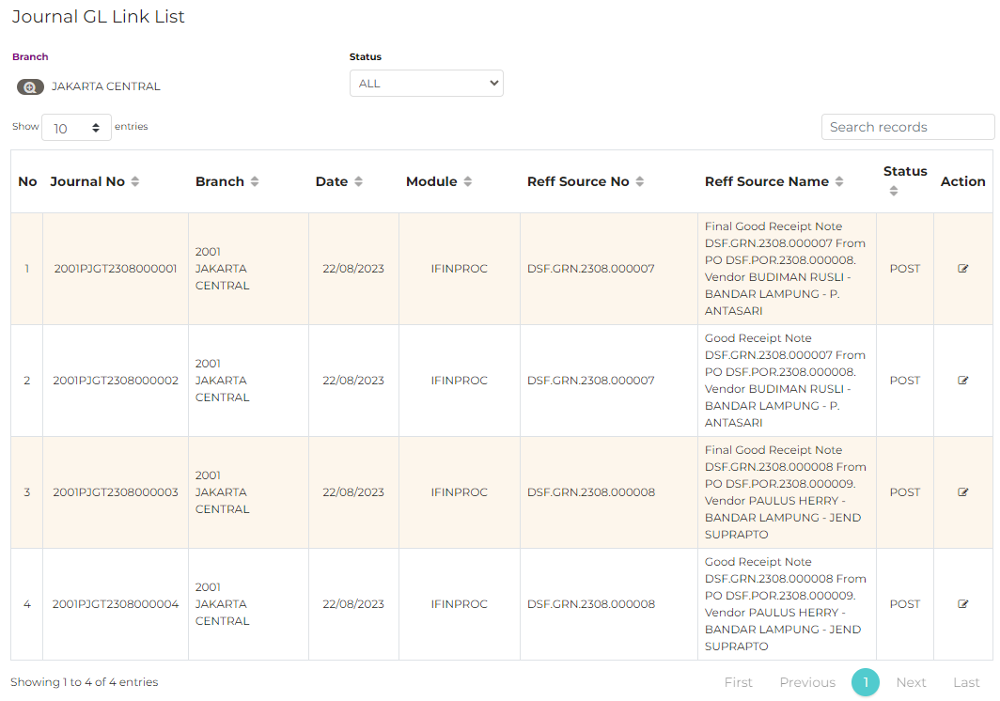 Journal GL Link List
Branch
Status
JAKARTA CENTRAL
ALL
Show 10 entries
Search records
No Journal No Branch Date Module Reff Source No Reff Source Name Status Action
1 2001PJGT2308000001 2001 JAKARTA CENTRAL 22/08/2023 IFINPROC DSF.GRN.2308.000007 Final Good Receipt Note DSF.GRN.2308.000007 From PO DSF.POR.2308.000008. Vendor BUDIMAN RUSLI - BANDAR LAMPUNG - P. ANTASARI POST
2 2001PJGT2308000002 2001 JAKARTA CENTRAL 22/08/2023 IFINPROC DSF.GRN.2308.000007 Good Receipt Note DSF.GRN.2308.000007 From PO DSF.POR.2308.000008. Vendor BUDIMAN RUSLI - BANDAR LAMPUNG - P. ANTASARI POST
3 2001PJGT2308000003 2001 JAKARTA CENTRAL 22/08/2023 IFINPROC DSF.GRN.2308.000008 Final Good Receipt Note DSF.GRN.2308.000008 From PO DSF.POR.2308.000009. Vendor PAULUS HERRY - BANDAR LAMPUNG - JEND SUPRAPTO POST
4 2001PJGT2308000004 2001 JAKARTA CENTRAL 22/08/2023 IFINPROC DSF.GRN.2308.000008 Good Receipt Note DSF.GRN.2308.000008 From PO DSF.POR.2308.000009. Vendor PAULUS HERRY - BANDAR LAMPUNG - JEND SUPRAPTO POST
Showing 1 to 4 of 4 entries
First Previous 1 Next Last